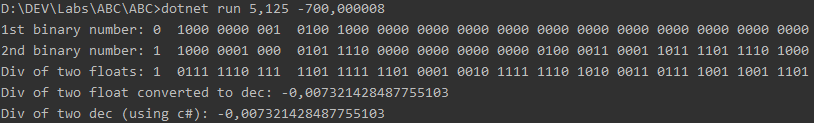 D:\DEV\Labs\ABC\ABC>dotnet run 5,125 -700,000008
1st binary number: 0  1000 0000 001  0100 1000 0000 0000 0000 0000 0000 0000 0000 0000 0000 0000 0000
2nd binary number: 1  1000 0001 000  0101 1110 0000 0000 0000 0000 0100 0011 0001 1011 1101 1110 1000
Div of two floats: 1  0111 1110 111  1101 1111 1101 0001 0010 1111 1110 1010 0011 0111 1001 1001 1101
Div of two float converted to dec: -0,007321428487755103
Div of two dec (using c#): -0,007321428487755103